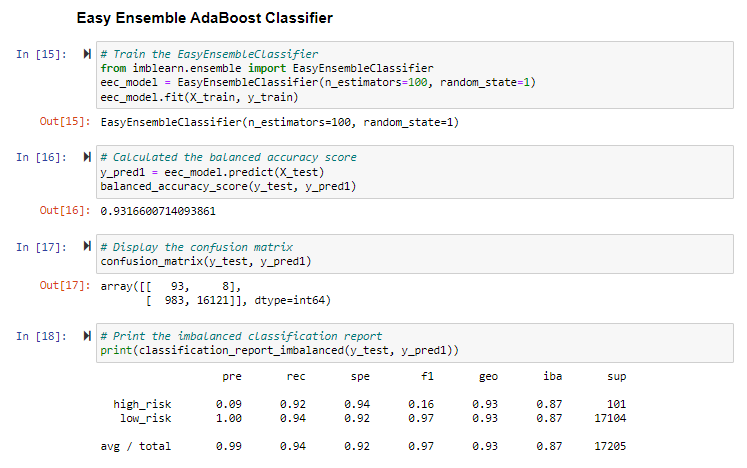 Easy Ensemble AdaBoost Classifier
In [15]: # Train the EasyEnsembleClassifier
from imblearn.ensemble import EasyEnsembleClassifier
eec_model = EasyEnsembleClassifier(n_estimators=100, random_state=1)
eec_model.fit(X_train, y_train)
Out[15]: EasyEnsembleClassifier(n_estimators=100, random_state=1)
In [16]: # Calculated the balanced accuracy score
y_pred1 = eec_model.predict(X_test)
balanced_accuracy_score(y_test, y_pred1)
Out[16]: 0.9316600714093861
In [17]: # Display the confusion matrix
confusion_matrix(y_test, y_pred1)
Out[17]: array([[   93,     8],
       [  983, 16121]], dtype=int64)
In [18]: # Print the imbalanced classification report
print(classification_report_imbalanced(y_test, y_pred1))
pre rec spe f1 geo iba sup
high_risk 0.09 0.92 0.94 0.16 0.93 0.87 101
low_risk 1.00 0.94 0.92 0.97 0.93 0.87 17104
avg / total 0.99 0.94 0.92 0.97 0.93 0.87 17205